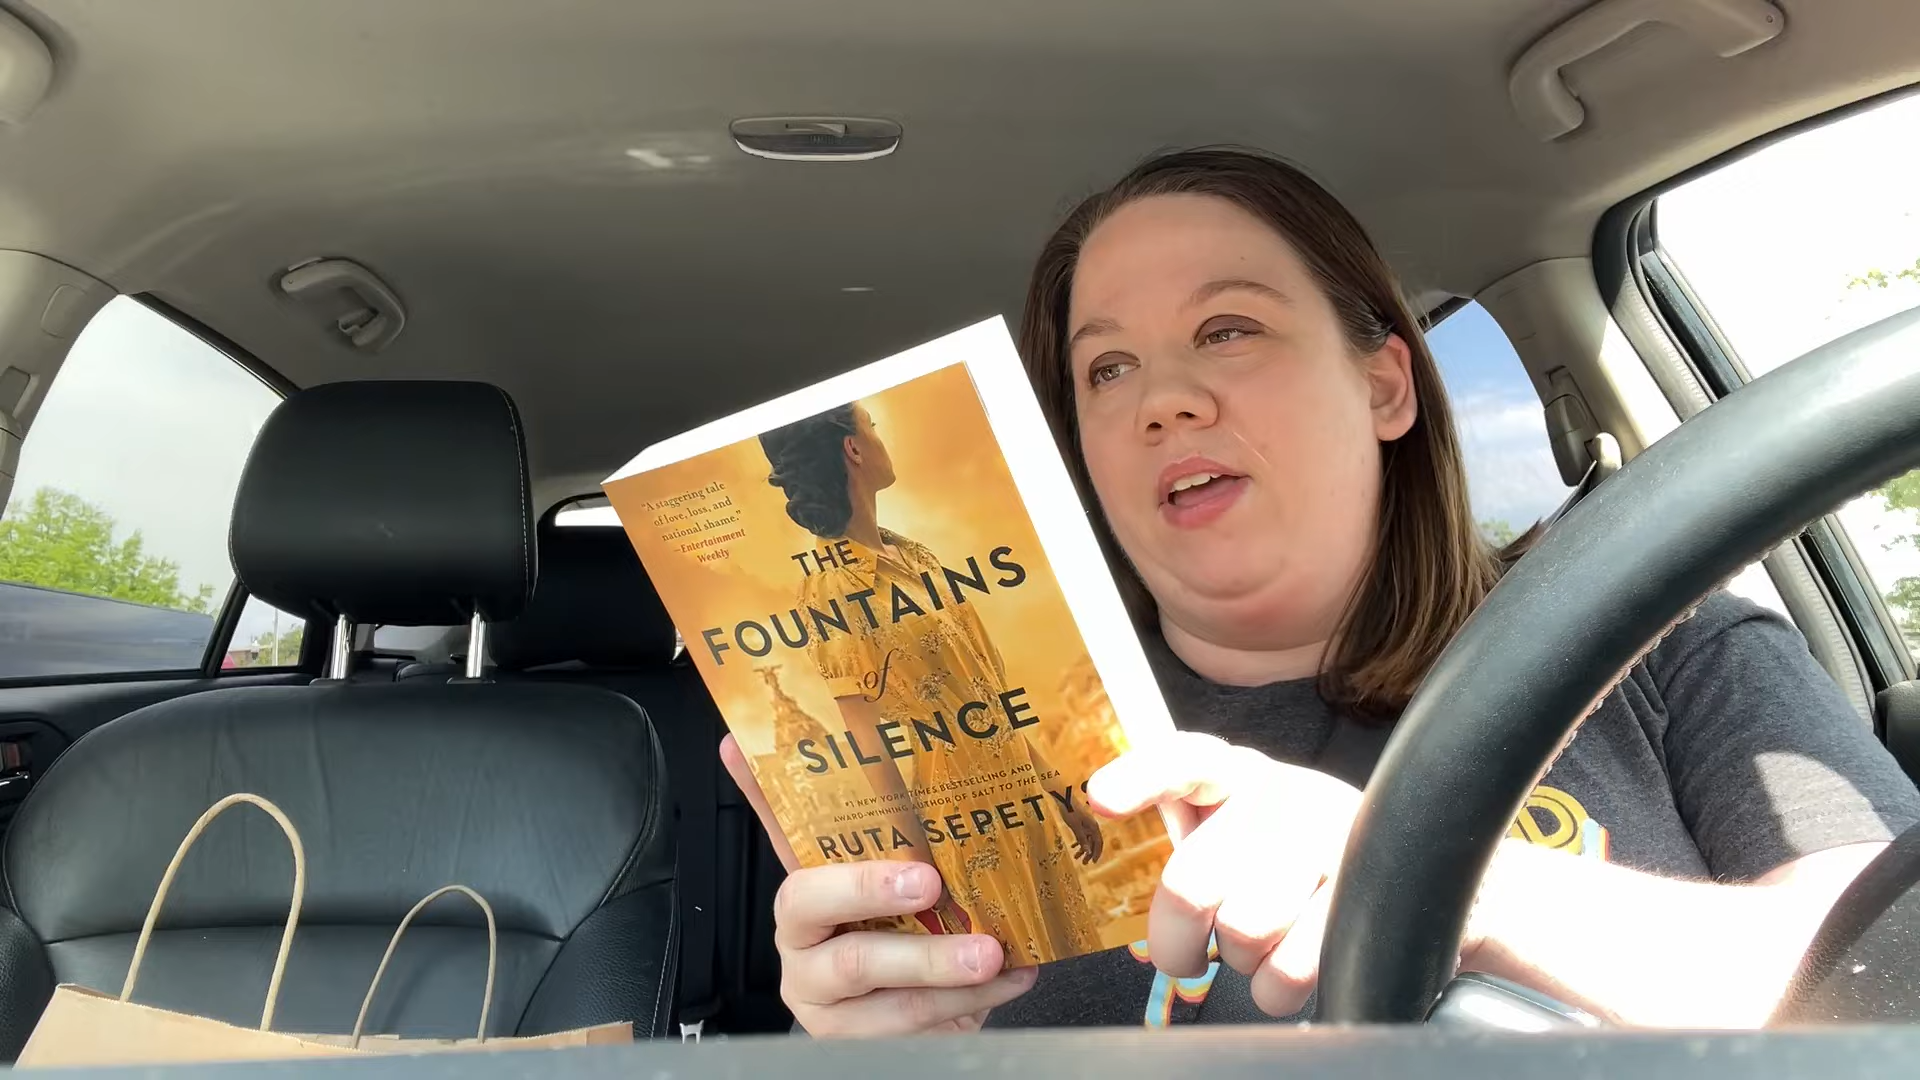 "A staggering tale
of love, loss, and
national shame."
—Entertainment
Weekly
THE
FOUNTAINS
of
SILENCE
#1 NEW YORK TIMES BESTSELLING AND
AWARD-WINNING AUTHOR OF SALT TO THE SEA
RUTA SEPETYS